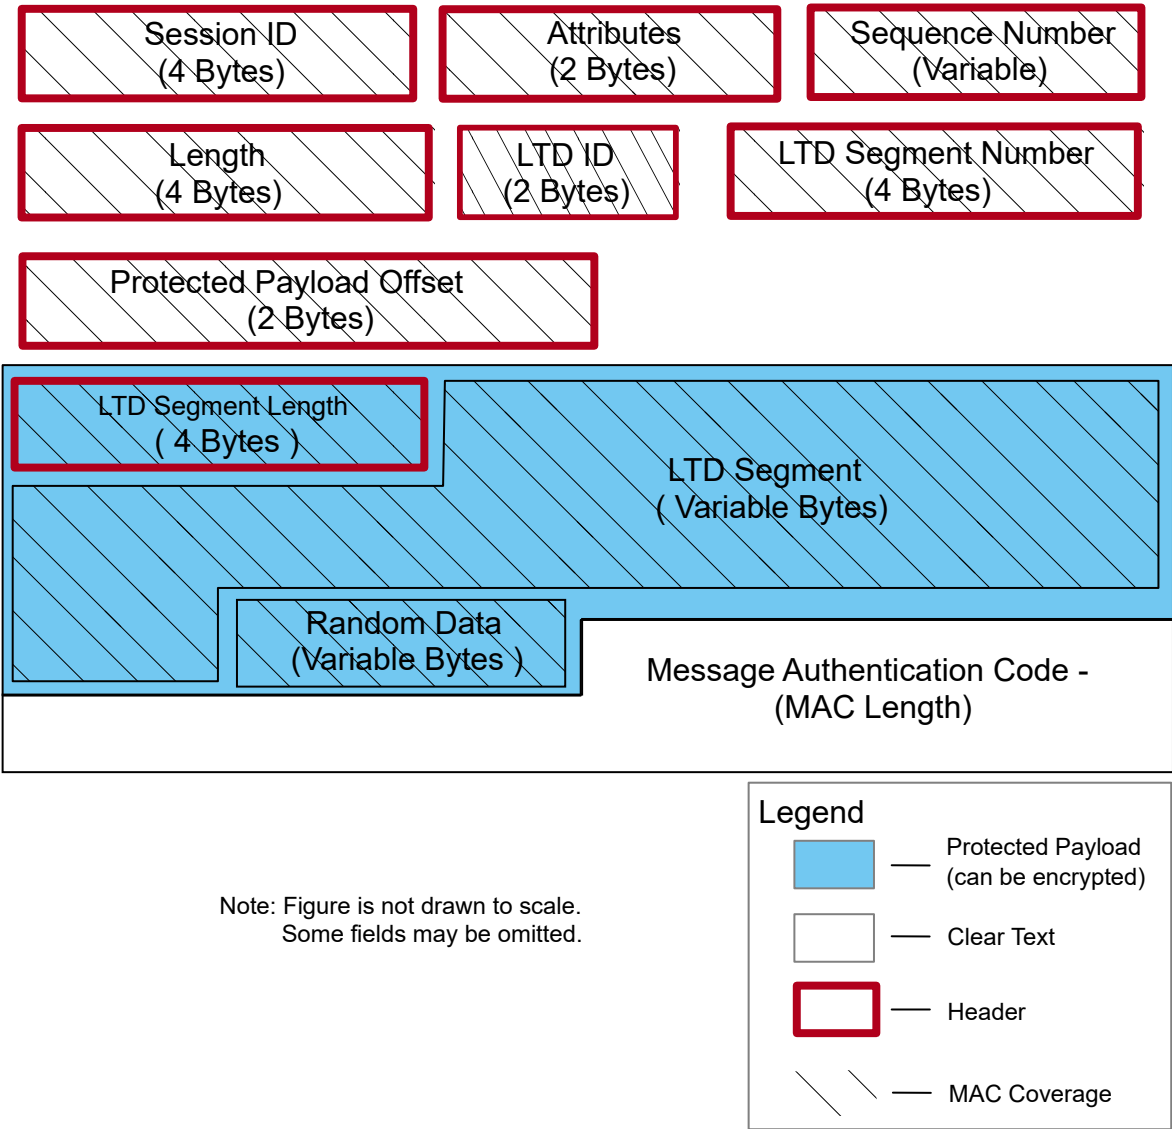 Session ID
(4 Bytes)
Attributes
(2 Bytes)
Sequence Number
(Variable)
Length
(4 Bytes)
LTD ID
(2 Bytes)
LTD Segment Number
(4 Bytes)
Protected Payload Offset
(2 Bytes)
LTD Segment Length
( 4 Bytes )
LTD Segment
( Variable Bytes)
Random Data
(Variable Bytes )
Message Authentication Code -
(MAC Length)
Note: Figure is not drawn to scale.
Some fields may be omitted.
Legend
Protected Payload
(can be encrypted)
Clear Text
Header
MAC Coverage